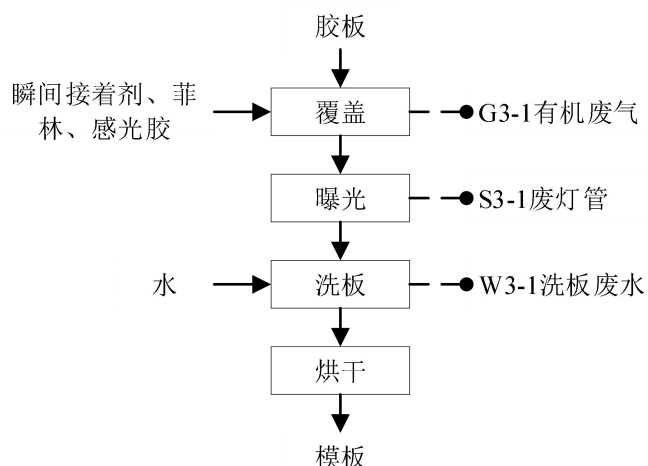 胶板
瞬间接着剂、菲
林、感光胶
覆盖
G3-1有机废气
曝光
S3-1废灯管
水
洗板
W3-1洗板废水
烘干
模板